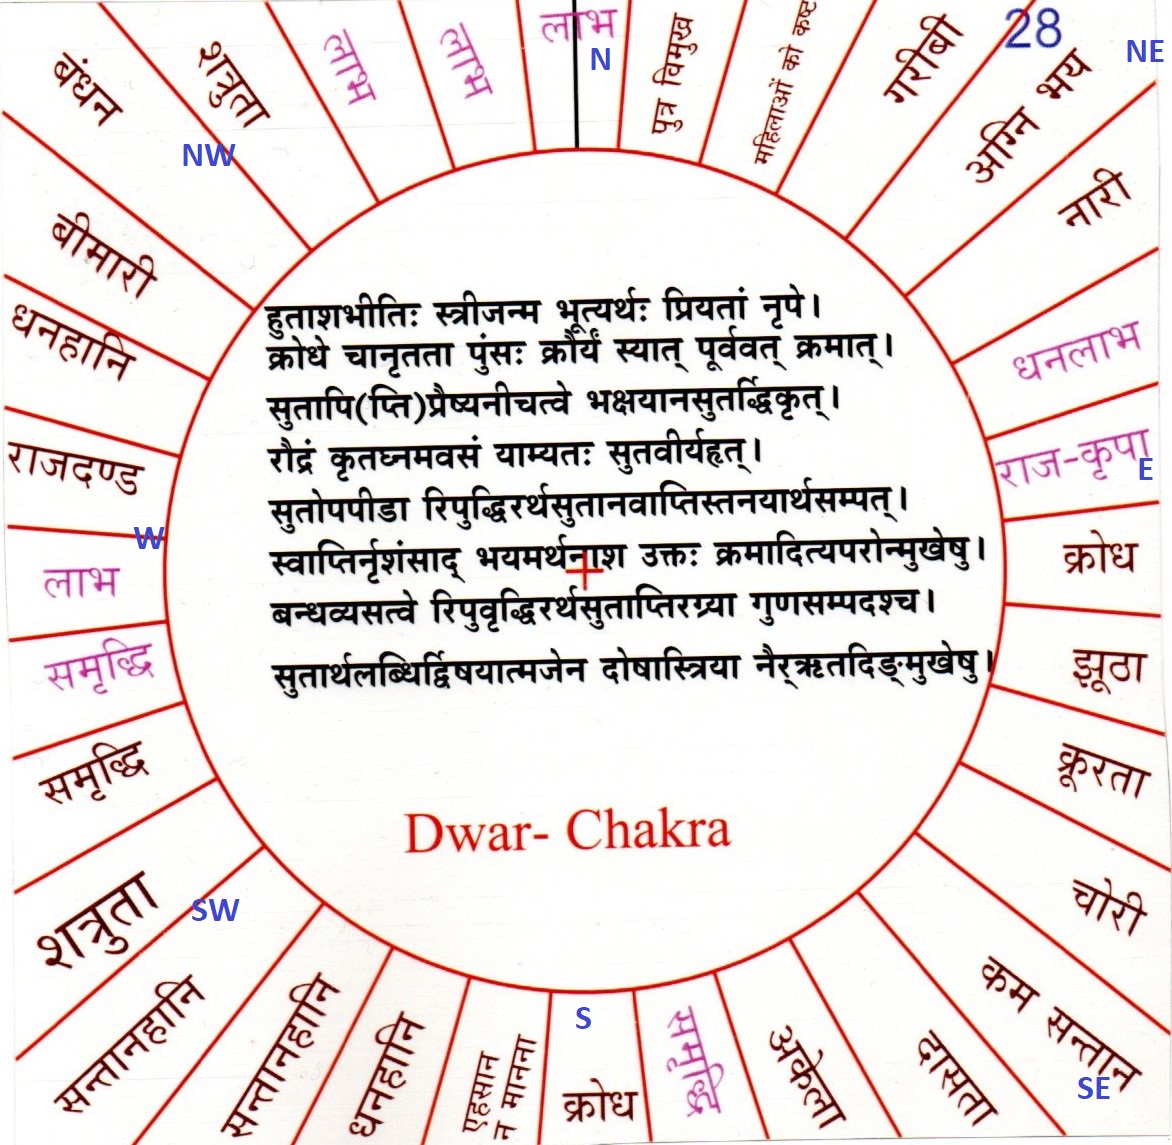 लाभ
N
पुत्र विमुख
महिलाओं को कष्ट
गरीबी
28
अग्नि भय
NE
नारी
धनलाभ
राज-कृपा
E
क्रोध
झूठा
क्रूरता
चोरी
कम सन्तान
SE
दासता
अकेला
समृद्धि
S
क्रोध
एहसान
न मानना
धनहानि
सन्तानहानि
सन्तानहानि
SW
शत्रुता
समृद्धि
समृद्धि
लाभ
W
राजदण्ड
धनहानि
बीमारी
बंधन
NW
शत्रुता
लाभ
लाभ
हुताशभीतिः स्त्रीजन्म भूत्यर्थः प्रियतां नृपे।
क्रोधे चानृतता पुंसः क्रौर्यं स्यात् पूर्ववत् क्रमात्।
सुतापि(प्ति)प्रैष्यनीचत्वे भक्षयानसुतर्द्धिकृत्।
रौद्रं कृतघ्नमवसं याम्यतः सुतवीर्यहृत्।
सुतोपपीडा रिपुद्धिरर्थसुतानवाप्तिस्तनयार्थसम्पत्।
स्वाप्तिर्नृशंसाद् भयमर्थनाश उक्तः क्रमादित्यपरोन्मुखेषु।
बन्धव्यसत्वे रिपुवृद्धिरर्थसुताप्तिरग्र्या गुणसम्पदश्च।
सुतार्थलब्धिर्द्विषयात्मजेन दोषास्त्रिया नैर्ऋतदिङ्मुखेषु।
Dwar- Chakra